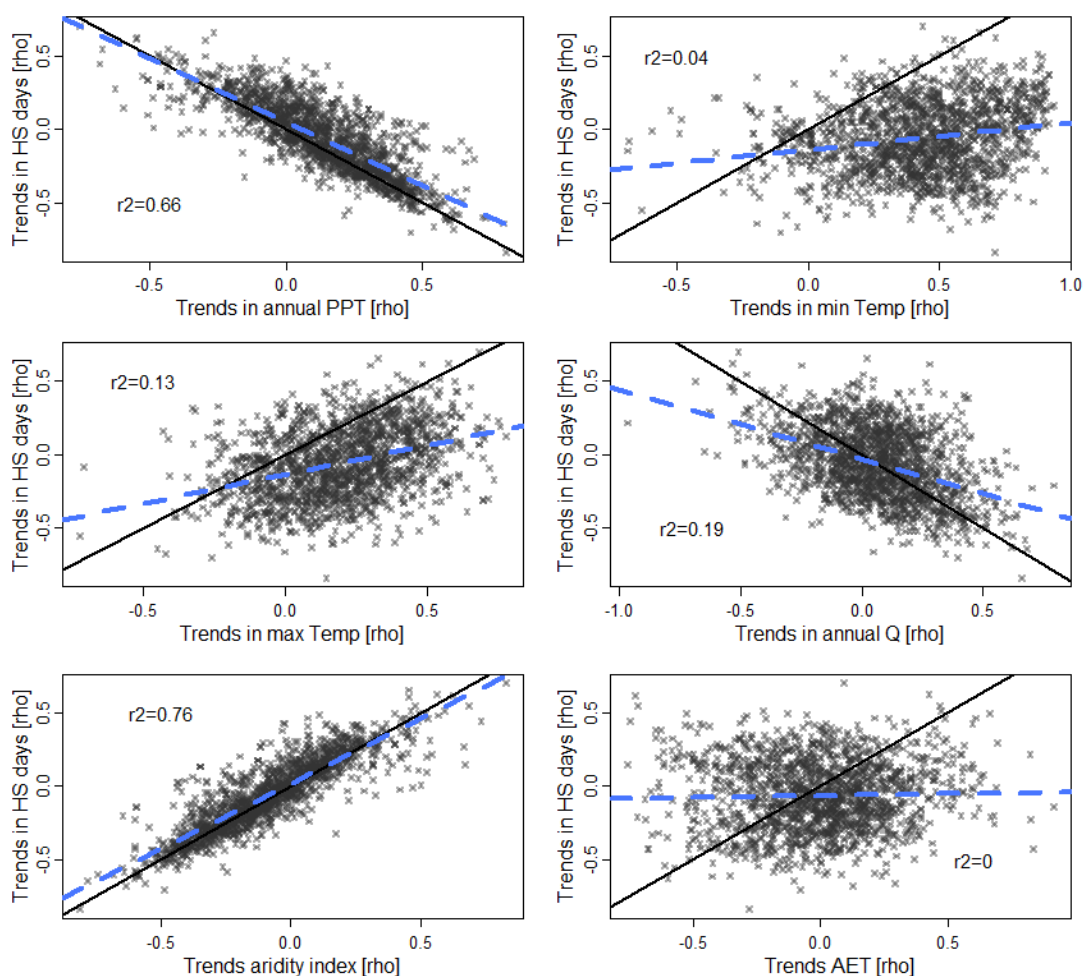 Trends in HS days [rho]
0.5
0.0
-0.5
r2=0.66
-0.5
0.0
0.5
Trends in annual PPT [rho]
Trends in HS days [rho]
0.5
0.0
-0.5
r2=0.04
-0.5
0.0
0.5
1.0
Trends in min Temp [rho]
Trends in HS days [rho]
0.5
0.0
-0.5
r2=0.13
-0.5
0.0
0.5
Trends in max Temp [rho]
Trends in HS days [rho]
0.5
0.0
-0.5
r2=0.19
-1.0
-0.5
0.0
0.5
Trends in annual Q [rho]
Trends in HS days [rho]
0.5
0.0
-0.5
r2=0.76
-0.5
0.0
0.5
Trends aridity index [rho]
Trends in HS days [rho]
0.5
0.0
-0.5
r2=0
-0.5
0.0
0.5
Trends AET [rho]